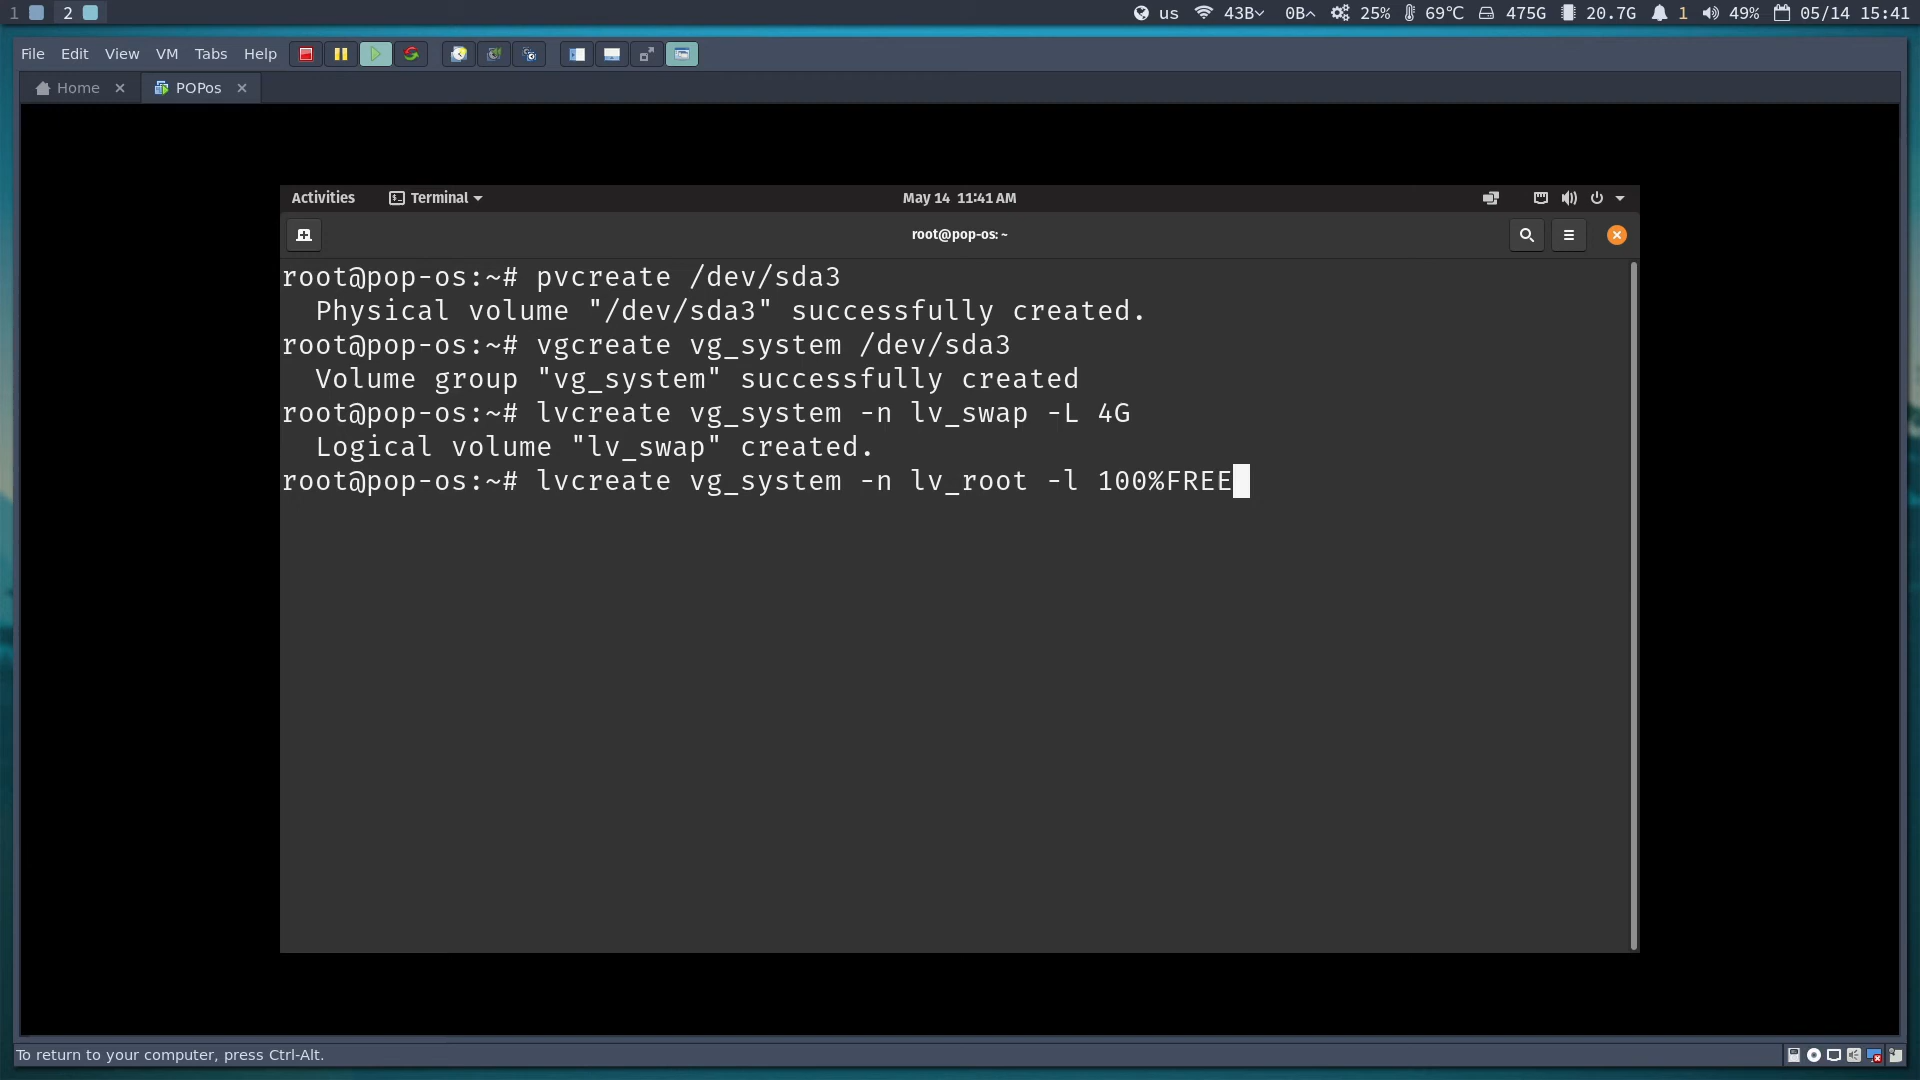 1 2 us 43B 0B 25% 69℃ 475G 20.7G 1 49% 05/14 15:41
File Edit View VM Tabs Help
Home POPos
Activities Terminal May 14 11:41 AM
root@pop-os: ~
root@pop-os:~# pvcreate /dev/sda3
Physical volume "/dev/sda3" successfully created.
root@pop-os:~# vgcreate vg_system /dev/sda3
Volume group "vg_system" successfully created
root@pop-os:~# lvcreate vg_system -n lv_swap -L 4G
Logical volume "lv_swap" created.
root@pop-os:~# lvcreate vg_system -n lv_root -l 100%FREE
To return to your computer, press Ctrl-Alt.